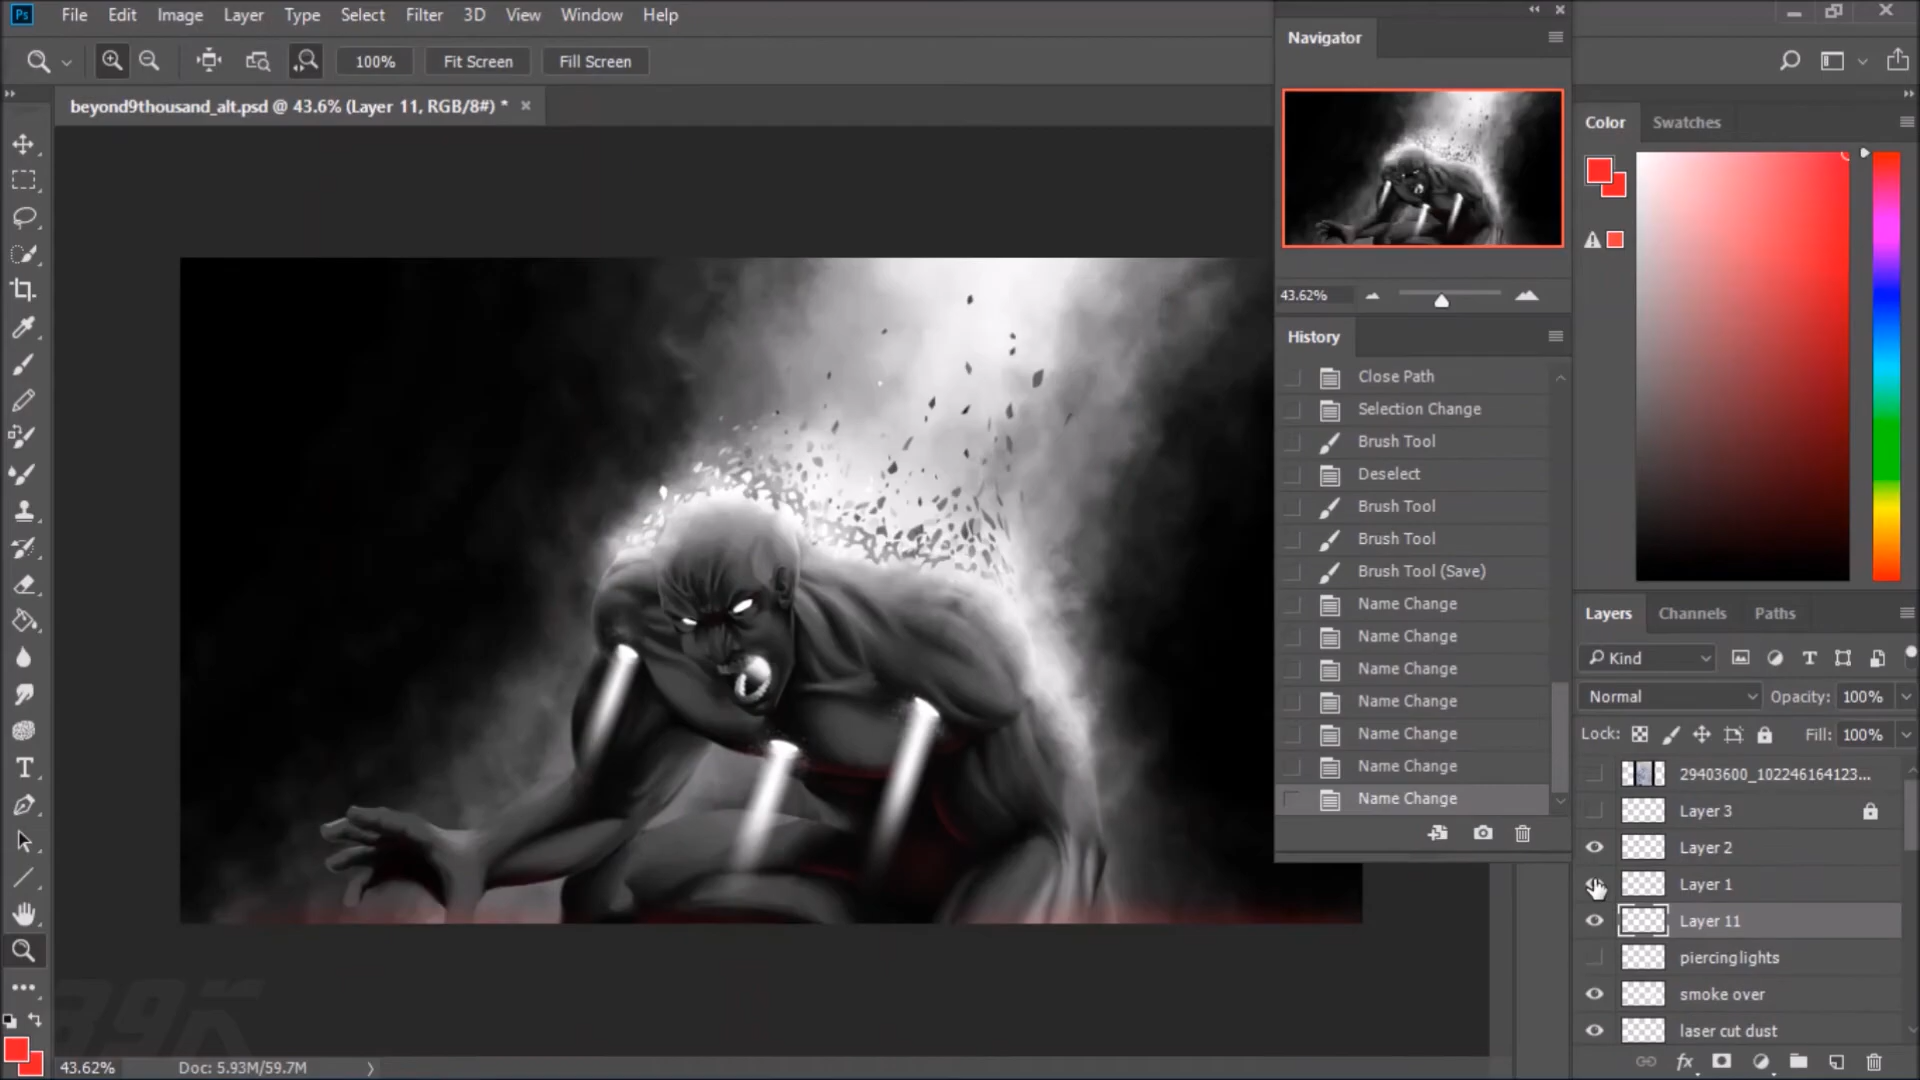 Ps File Edit Image Layer Type Select Filter 3D View Window Help
100% Fit Screen Fill Screen
beyond9thousand_alt.psd @ 43.6% (Layer 11, RGB/8#) * ×
Navigator
43.62%
History
Close Path
Selection Change
Brush Tool
Deselect
Brush Tool
Brush Tool
Brush Tool (Save)
Name Change
Name Change
Name Change
Name Change
Name Change
Name Change
Name Change
Color Swatches
Layers Channels Paths
Kind
Normal Opacity: 100%
Lock: Fill: 100%
29403600_102246164123...
Layer 3
Layer 2
Layer 1
Layer 11
piercinglights
smoke over
laser cut dust
fx
43.62% Doc: 5.93M/59.7M